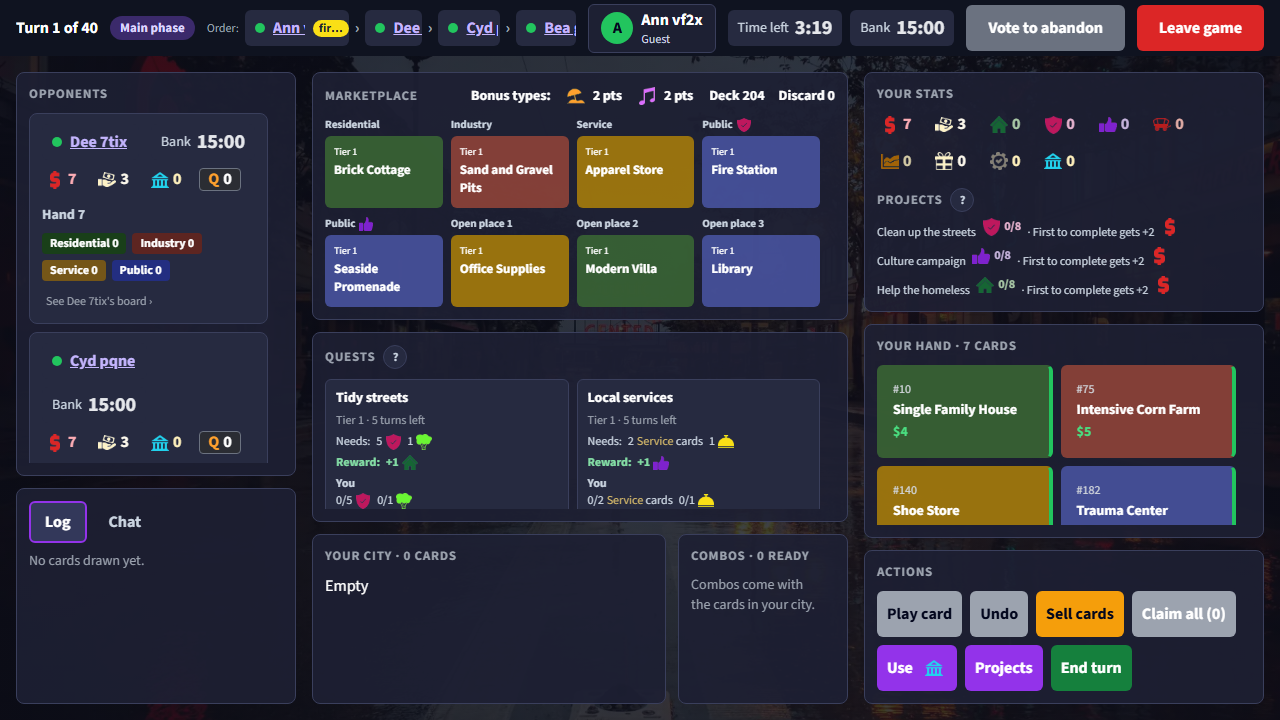 Turn 1 of 40 Main phase Order: Ann fir... › Dee › Cyd › Bea A Ann vf2x Guest Time left 3:19 Bank 15:00 Vote to abandon Leave game
OPPONENTS
Dee 7tix Bank 15:00
7 3 0 Q 0
Hand 7
Residential 0 Industry 0
Service 0 Public 0
See Dee 7tix's board ›
Cyd pqne
Bank 15:00
7 3 0 Q 0
Log Chat
No cards drawn yet.
MARKETPLACE Bonus types: 2 pts 2 pts Deck 204 Discard 0
Residential Industry Service Public
Tier 1 Tier 1 Tier 1 Tier 1
Brick Cottage Sand and Gravel Pits Apparel Store Fire Station
Public Open place 1 Open place 2 Open place 3
Tier 1 Tier 1 Tier 1 Tier 1
Seaside Promenade Office Supplies Modern Villa Library
QUESTS ?
Tidy streets
Tier 1 · 5 turns left
Needs: 5 1
Reward: +1
You
0/5 0/1
Local services
Tier 1 · 5 turns left
Needs: 2 Service cards 1
Reward: +1
You
0/2 Service cards 0/1
YOUR CITY · 0 CARDS
Empty
COMBOS · 0 READY
Combos come with
the cards in your city.
YOUR STATS
$ 7 3 0 0 0 0
0 0 0 0
PROJECTS ?
Clean up the streets 0/8 · First to complete gets +2 $
Culture campaign 0/8 · First to complete gets +2 $
Help the homeless 0/8 · First to complete gets +2 $
YOUR HAND · 7 CARDS
#10 #75
Single Family House Intensive Corn Farm
$4 $5
#140 #182
Shoe Store Trauma Center
ACTIONS
Play card Undo Sell cards Claim all (0)
Use Projects End turn